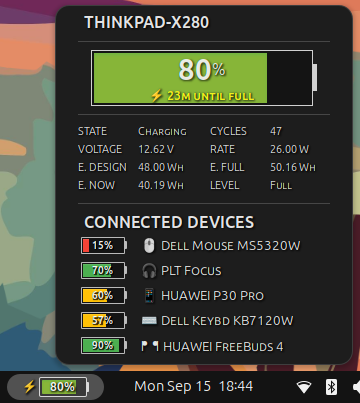 THINKPAD-X280
80%
⚡ 23M UNTIL FULL
STATE Charging CYCLES 47
VOLTAGE 12.62 V RATE 26.00 W
E. DESIGN 48.00 Wh E. FULL 50.16 Wh
E. NOW 40.19 Wh LEVEL Full
CONNECTED DEVICES
15% Dell Mouse MS5320W
70% PLT Focus
60% HUAWEI P30 Pro
57% Dell Keybd KB7120W
90% HUAWEI FreeBuds 4
80% Mon Sep 15 18:44